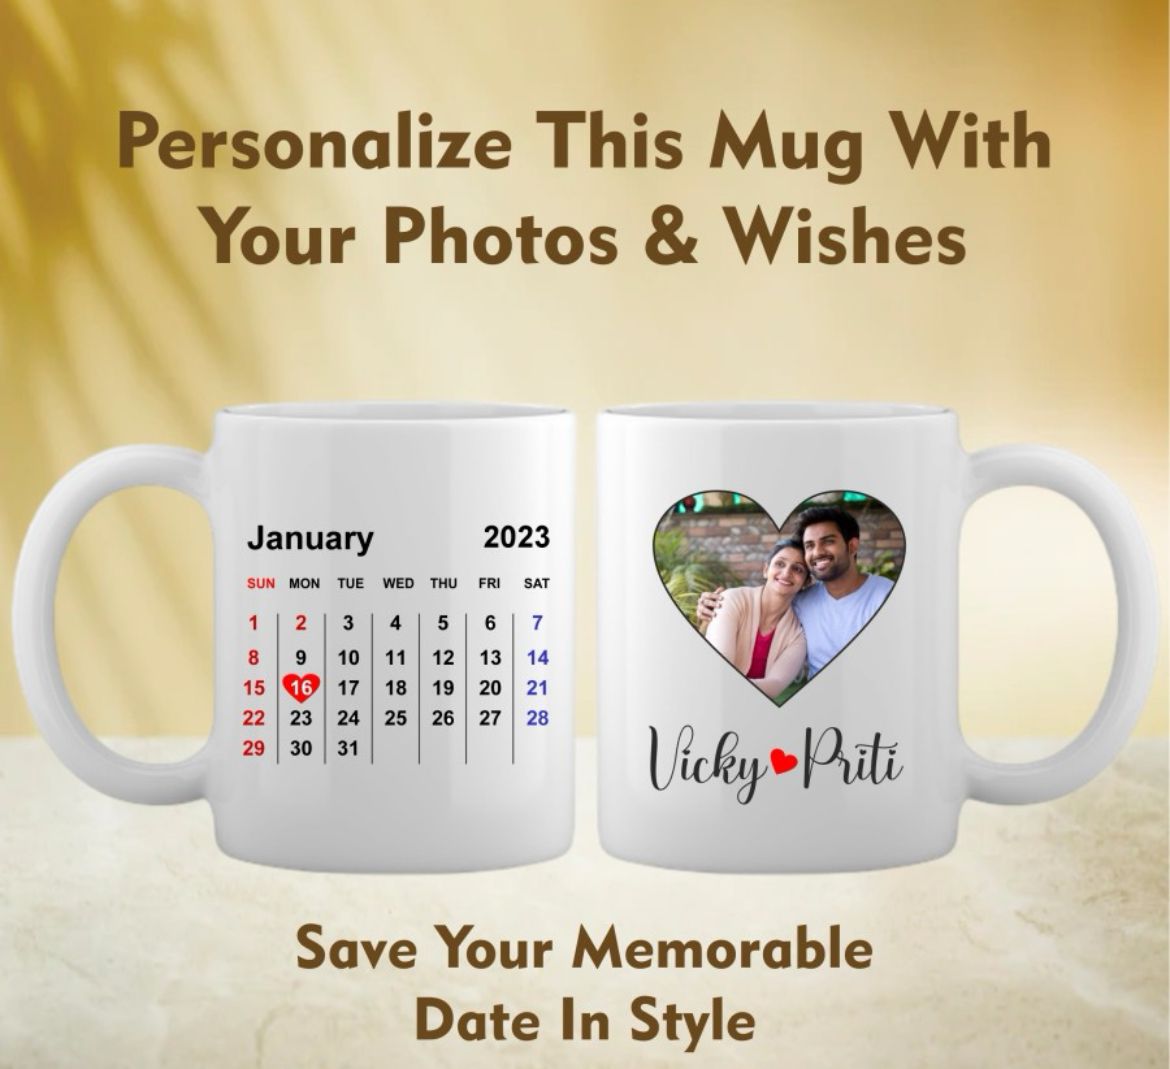 Personalize This Mug With
Your Photos & Wishes
January 2023
SUN MON TUE WED THU FRI SAT
1 2 3 4 5 6 7
8 9 10 11 12 13 14
15 16 17 18 19 20 21
22 23 24 25 26 27 28
29 30 31
Vicky Priti
Save Your Memorable
Date In Style